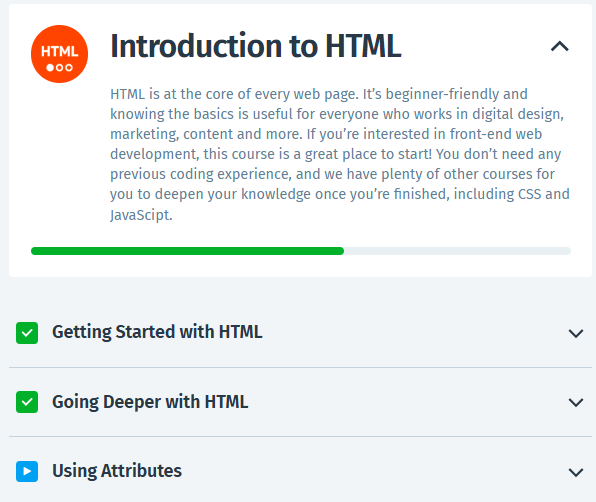 HTML
Introduction to HTML
HTML is at the core of every web page. It's beginner-friendly and
knowing the basics is useful for everyone who works in digital design,
marketing, content and more. If you're interested in front-end web
development, this course is a great place to start! You don't need any
previous coding experience, and we have plenty of other courses for
you to deepen your knowledge once you're finished, including CSS and
JavaScipt.
Getting Started with HTML
Going Deeper with HTML
Using Attributes